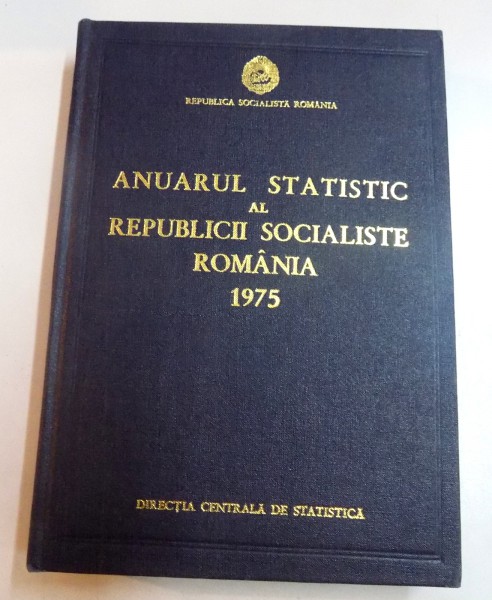 REPUBLICA SOCIALISTĂ ROMÂNIA
ANUARUL STATISTIC
AL
REPUBLICII SOCIALISTE
ROMÂNIA
1975
DIRECȚIA CENTRALĂ DE STATISTICĂ